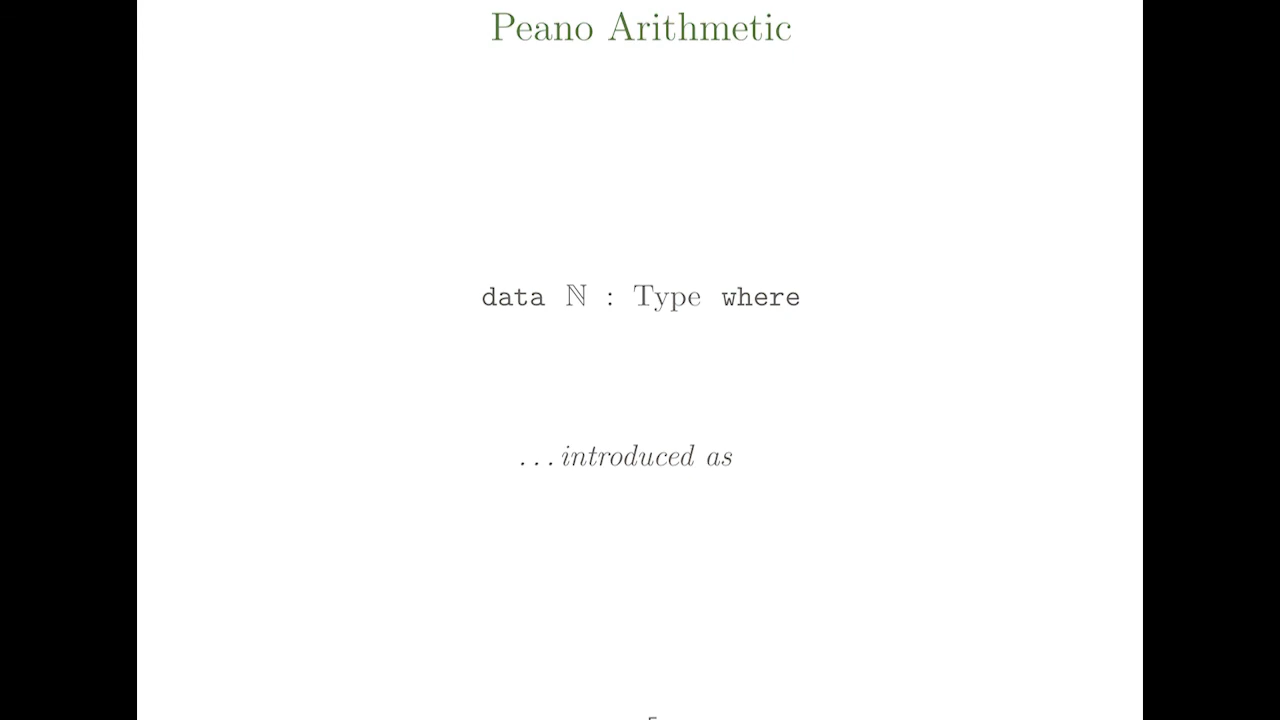 Peano Arithmetic
data ℕ : Type where
...introduced as